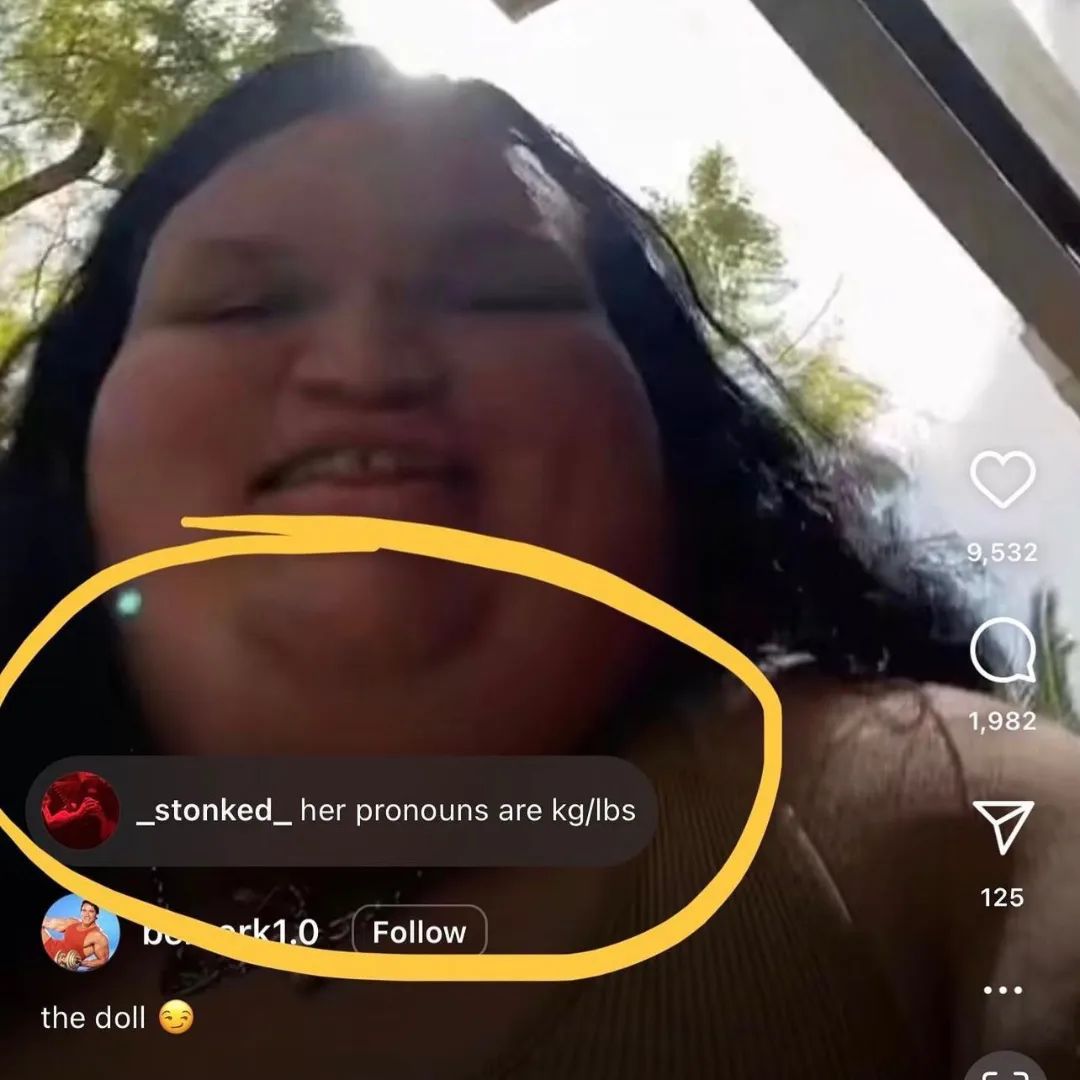 9,532
1,982
_stonked_ her pronouns are kg/lbs
125
Follow
the doll 😏